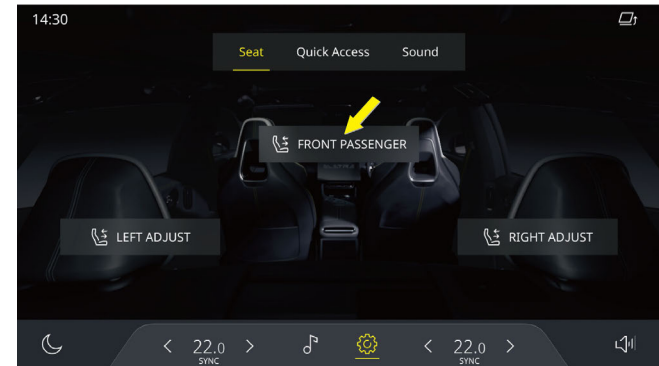 14:30
Seat Quick Access Sound
FRONT PASSENGER
LEFT ADJUST RIGHT ADJUST
22.0 22.0
SYNC SYNC